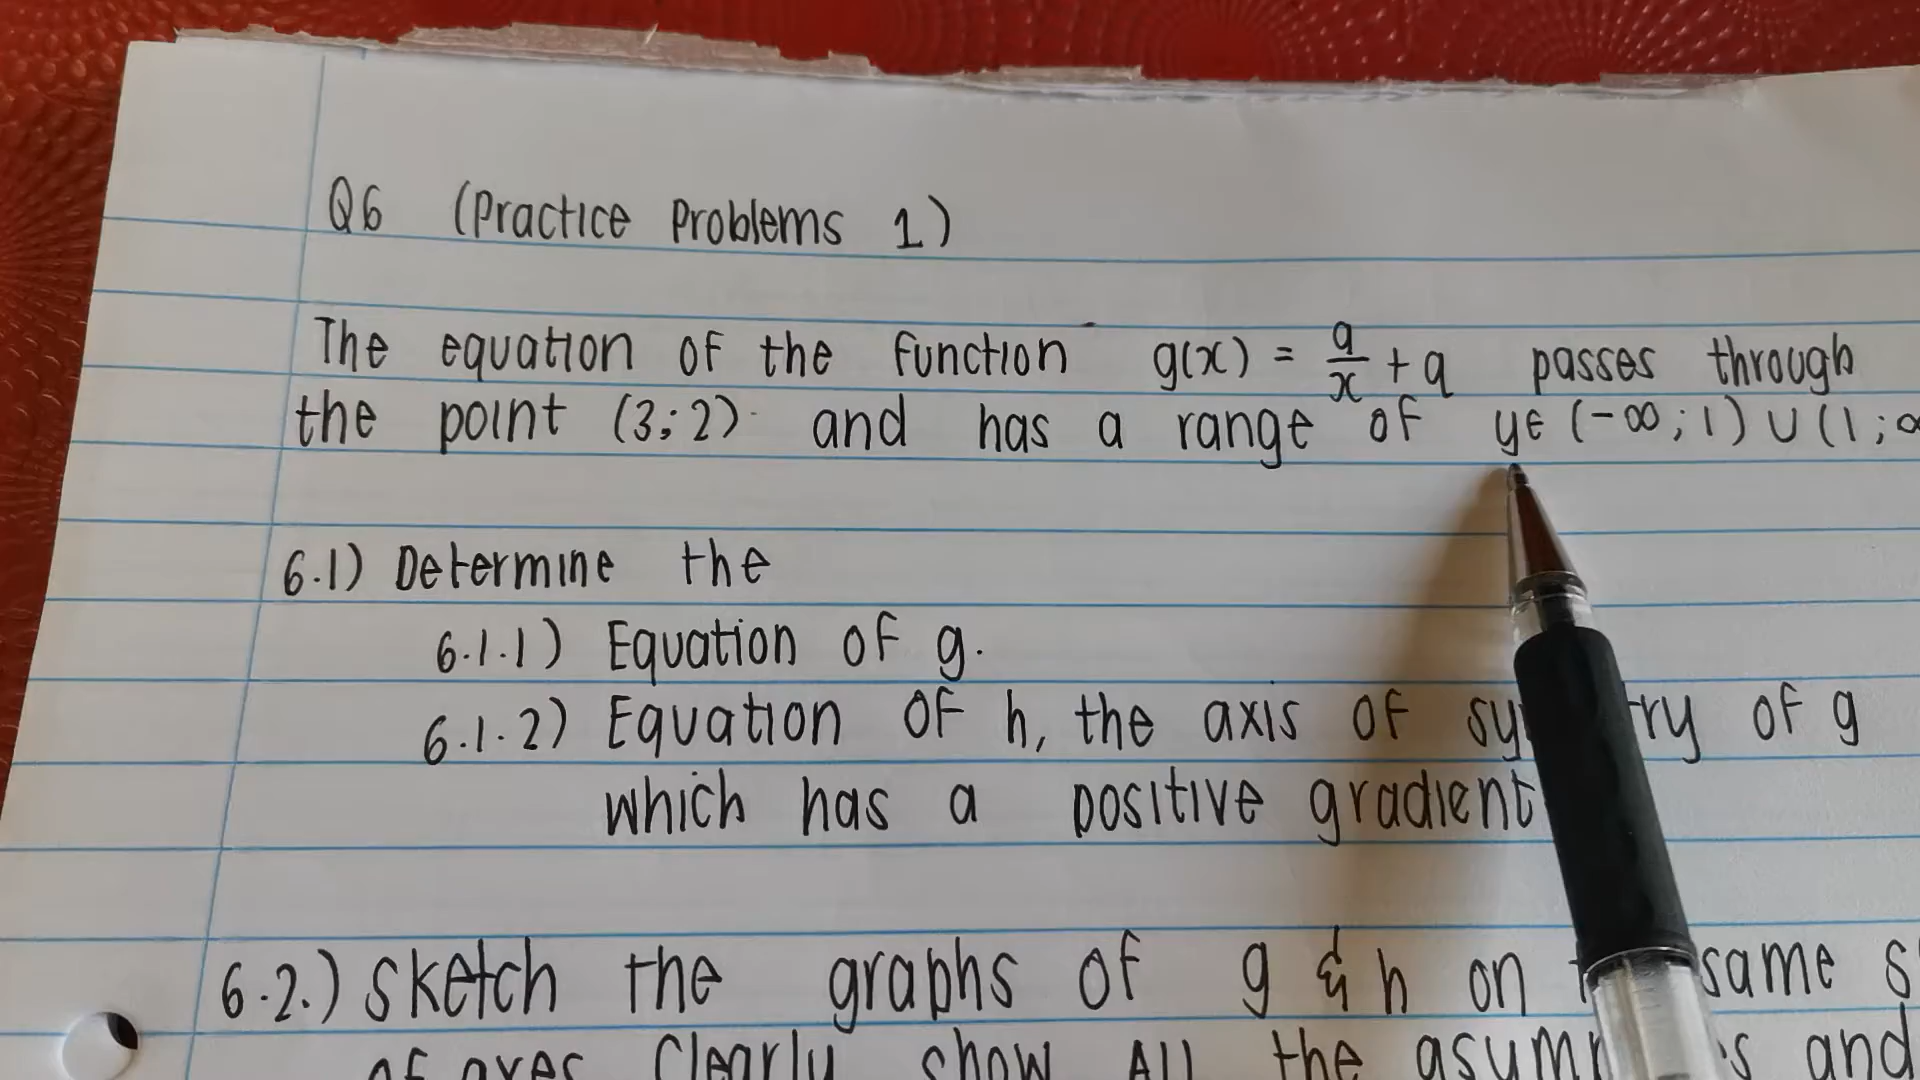 Q6 (Practice Problems 1)
The equation of the function g(x) = a/x + q passes through
the point (3;2) and has a range of y∈ (-∞;1) ∪ (1;∞
6.1) Determine the
6.1.1) Equation of g.
6.1.2) Equation of h, the axis of of g
which has a positive gradient
6.2.) Sketch the graphs of g & h on same
of axes Clearly show All the and